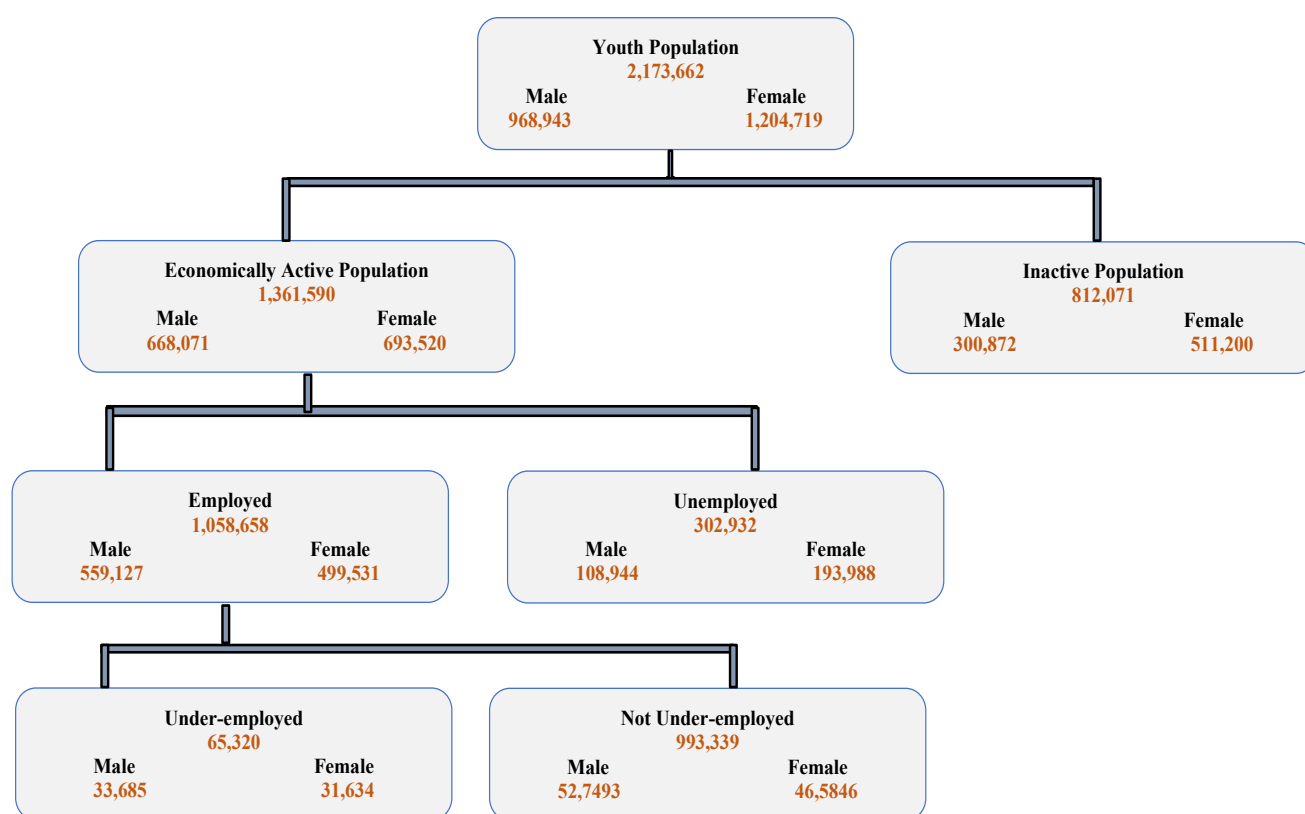 Youth Population
2,173,662
Male Female
968,943 1,204,719
Economically Active Population
1,361,590
Male Female
668,071 693,520
Inactive Population
812,071
Male Female
300,872 511,200
Employed
1,058,658
Male Female
559,127 499,531
Unemployed
302,932
Male Female
108,944 193,988
Under-employed
65,320
Male Female
33,685 31,634
Not Under-employed
993,339
Male Female
52,7493 46,5846